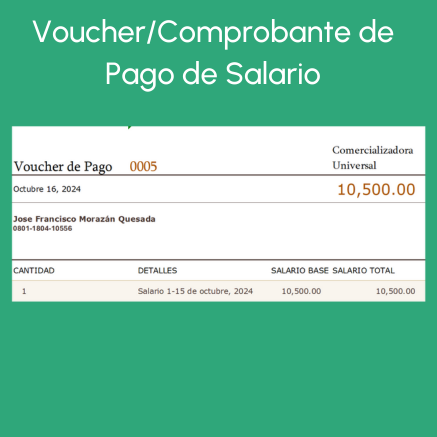 Voucher/Comprobante de
Pago de Salario
Comercializadora
Universal
Voucher de Pago 0005
Octubre 16, 2024 10,500.00
Jose Francisco Morazán Quesada
0801-1804-10556
CANTIDAD DETALLES SALARIO BASE SALARIO TOTAL
1 Salario 1-15 de octubre, 2024 10,500.00 10,500.00